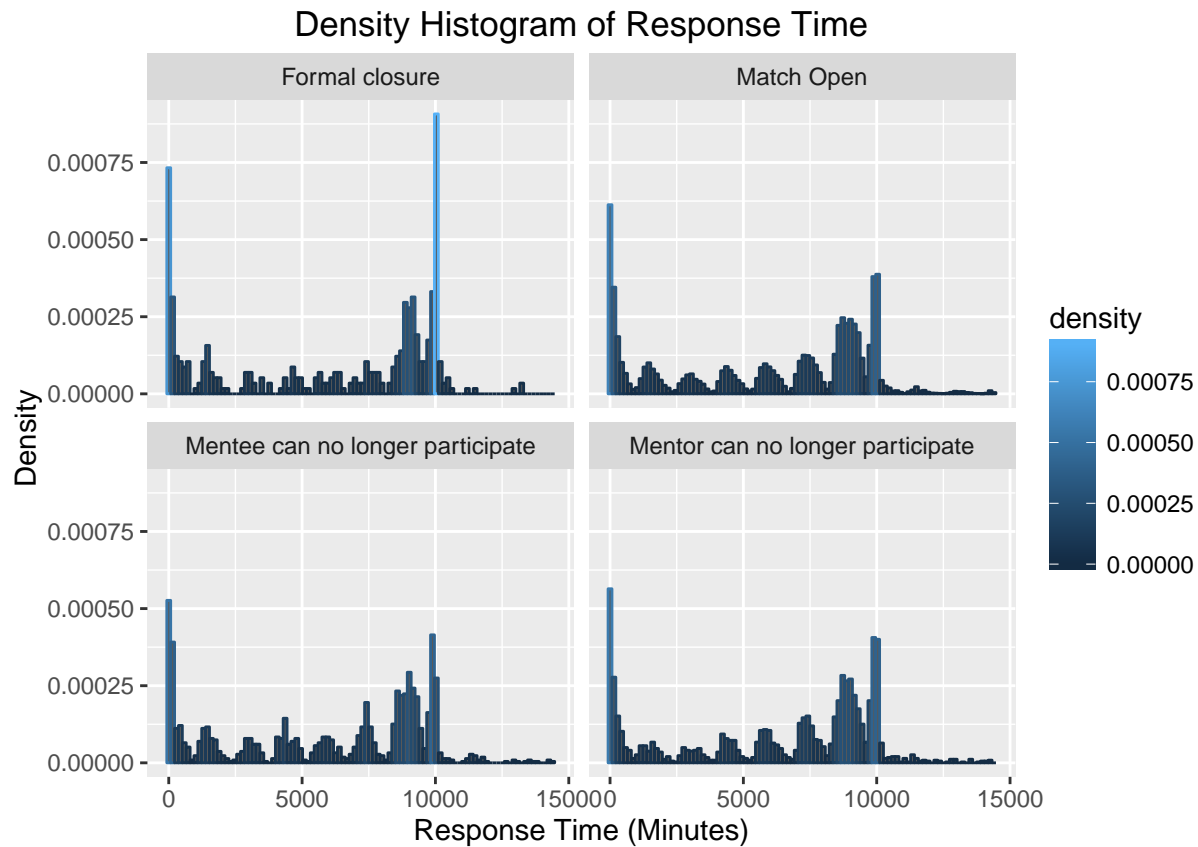 Density Histogram of Response Time
Formal closure
Match Open
0.00075
0.00050
0.00025
0.00000
Mentee can no longer participate
Mentor can no longer participate
0.00075
0.00050
0.00025
0.00000
0 5000 10000 15000
0 5000 10000 15000
Response Time (Minutes)
Density
density
0.00075
0.00050
0.00025
0.00000